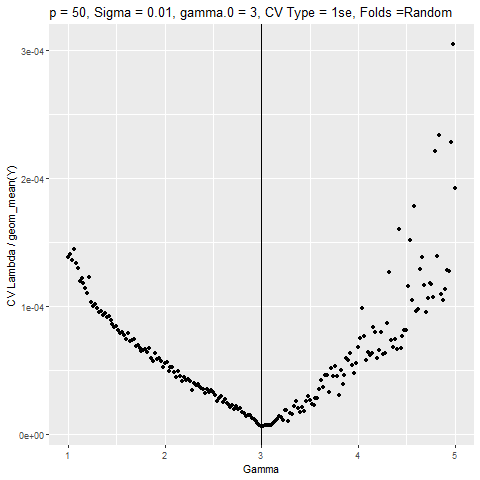 p = 50, Sigma = 0.01, gamma.0 = 3, CV Type = 1se, Folds =Random
3e-04
2e-04
1e-04
0e+00
CV Lambda / geom_mean(Y)
1 2 3 4 5
Gamma